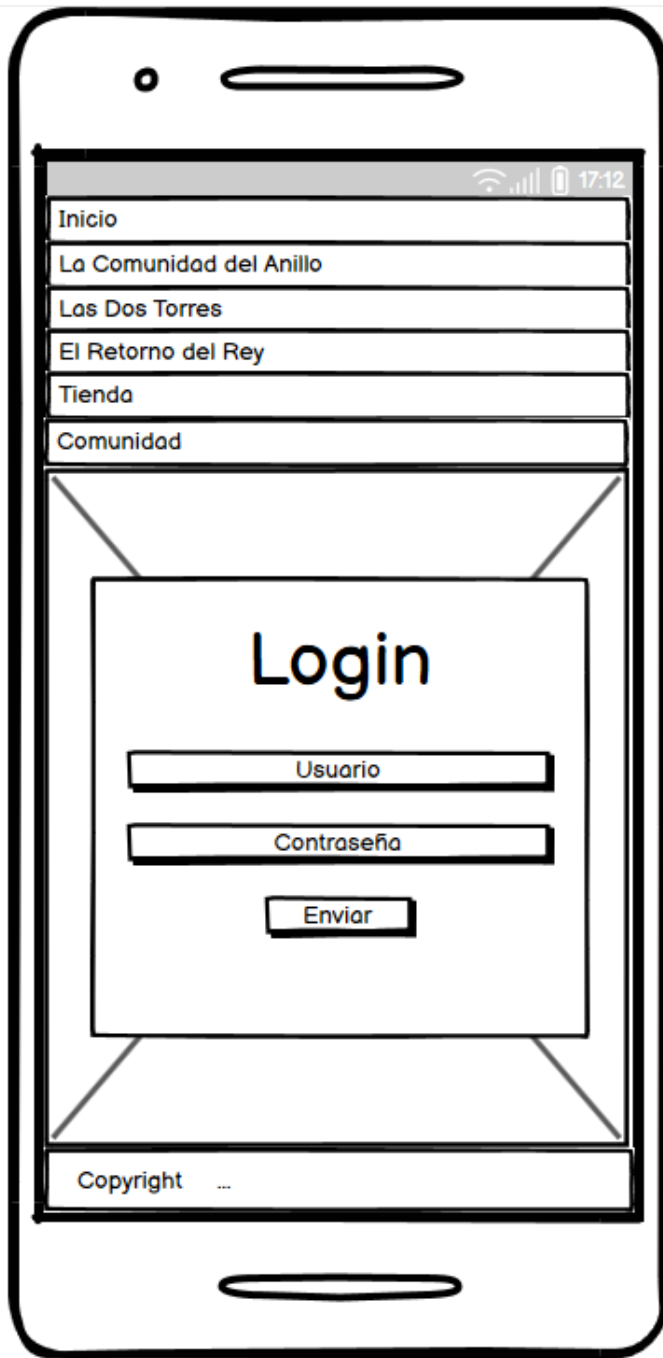 17:12
Inicio
La Comunidad del Anillo
Las Dos Torres
El Retorno del Rey
Tienda
Comunidad
Login
Usuario
Contraseña
Enviar
Copyright ...